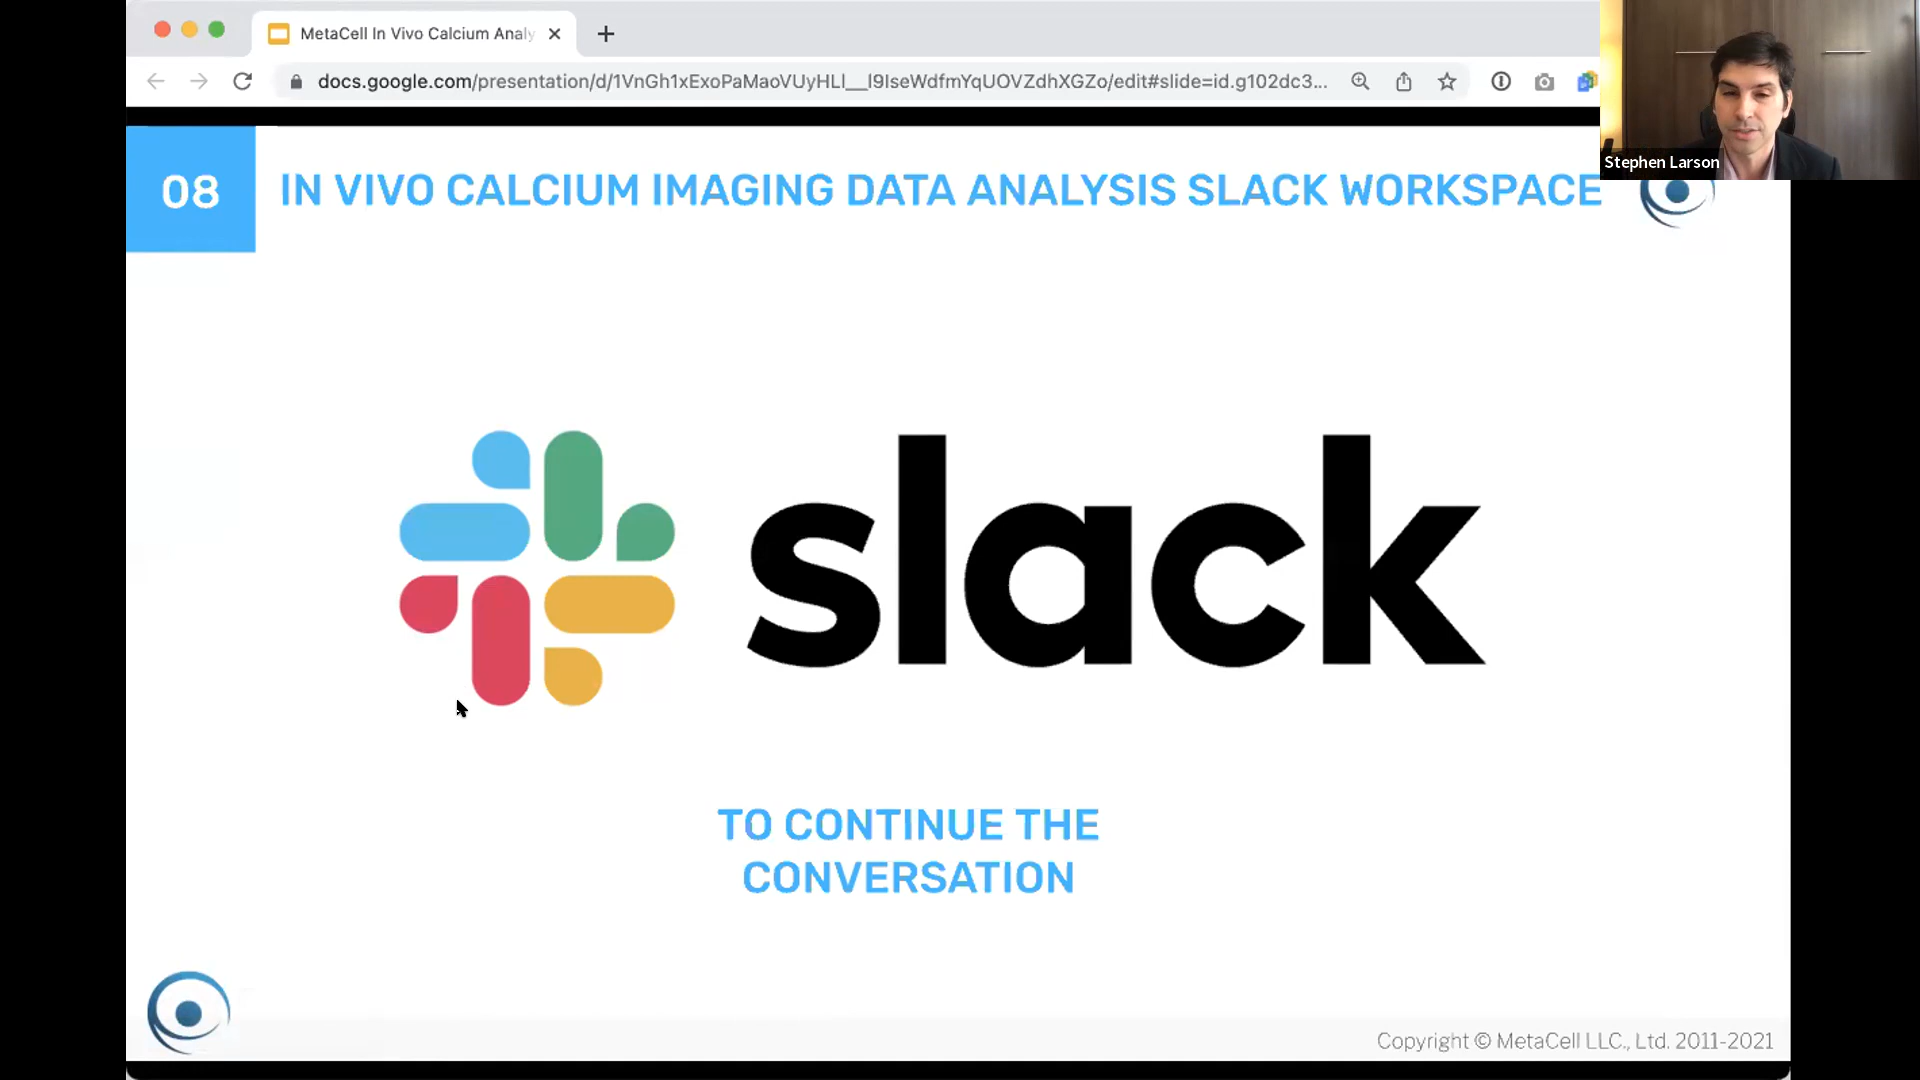 MetaCell In Vivo Calcium Analy
docs.google.com/presentation/d/1VnGh1xExoPaMaoVUyHLl__l9IseWdfmYqUOVZdhXGZo/edit#slide=id.g102dc3...
Stephen Larson
08
IN VIVO CALCIUM IMAGING DATA ANALYSIS SLACK WORKSPACE
slack
TO CONTINUE THE
CONVERSATION
Copyright © MetaCell LLC., Ltd. 2011-2021